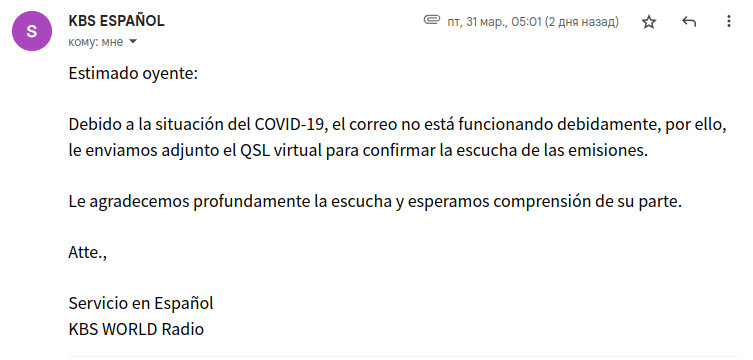 S
KBS ESPAÑOL
пт, 31 мар., 05:01 (2 дня назад)
кому: мне
Estimado oyente:
Debido a la situación del COVID-19, el correo no está funcionando debidamente, por ello,
le enviamos adjunto el QSL virtual para confirmar la escucha de las emisiones.
Le agradecemos profundamente la escucha y esperamos comprensión de su parte.
Atte.,
Servicio en Español
KBS WORLD Radio